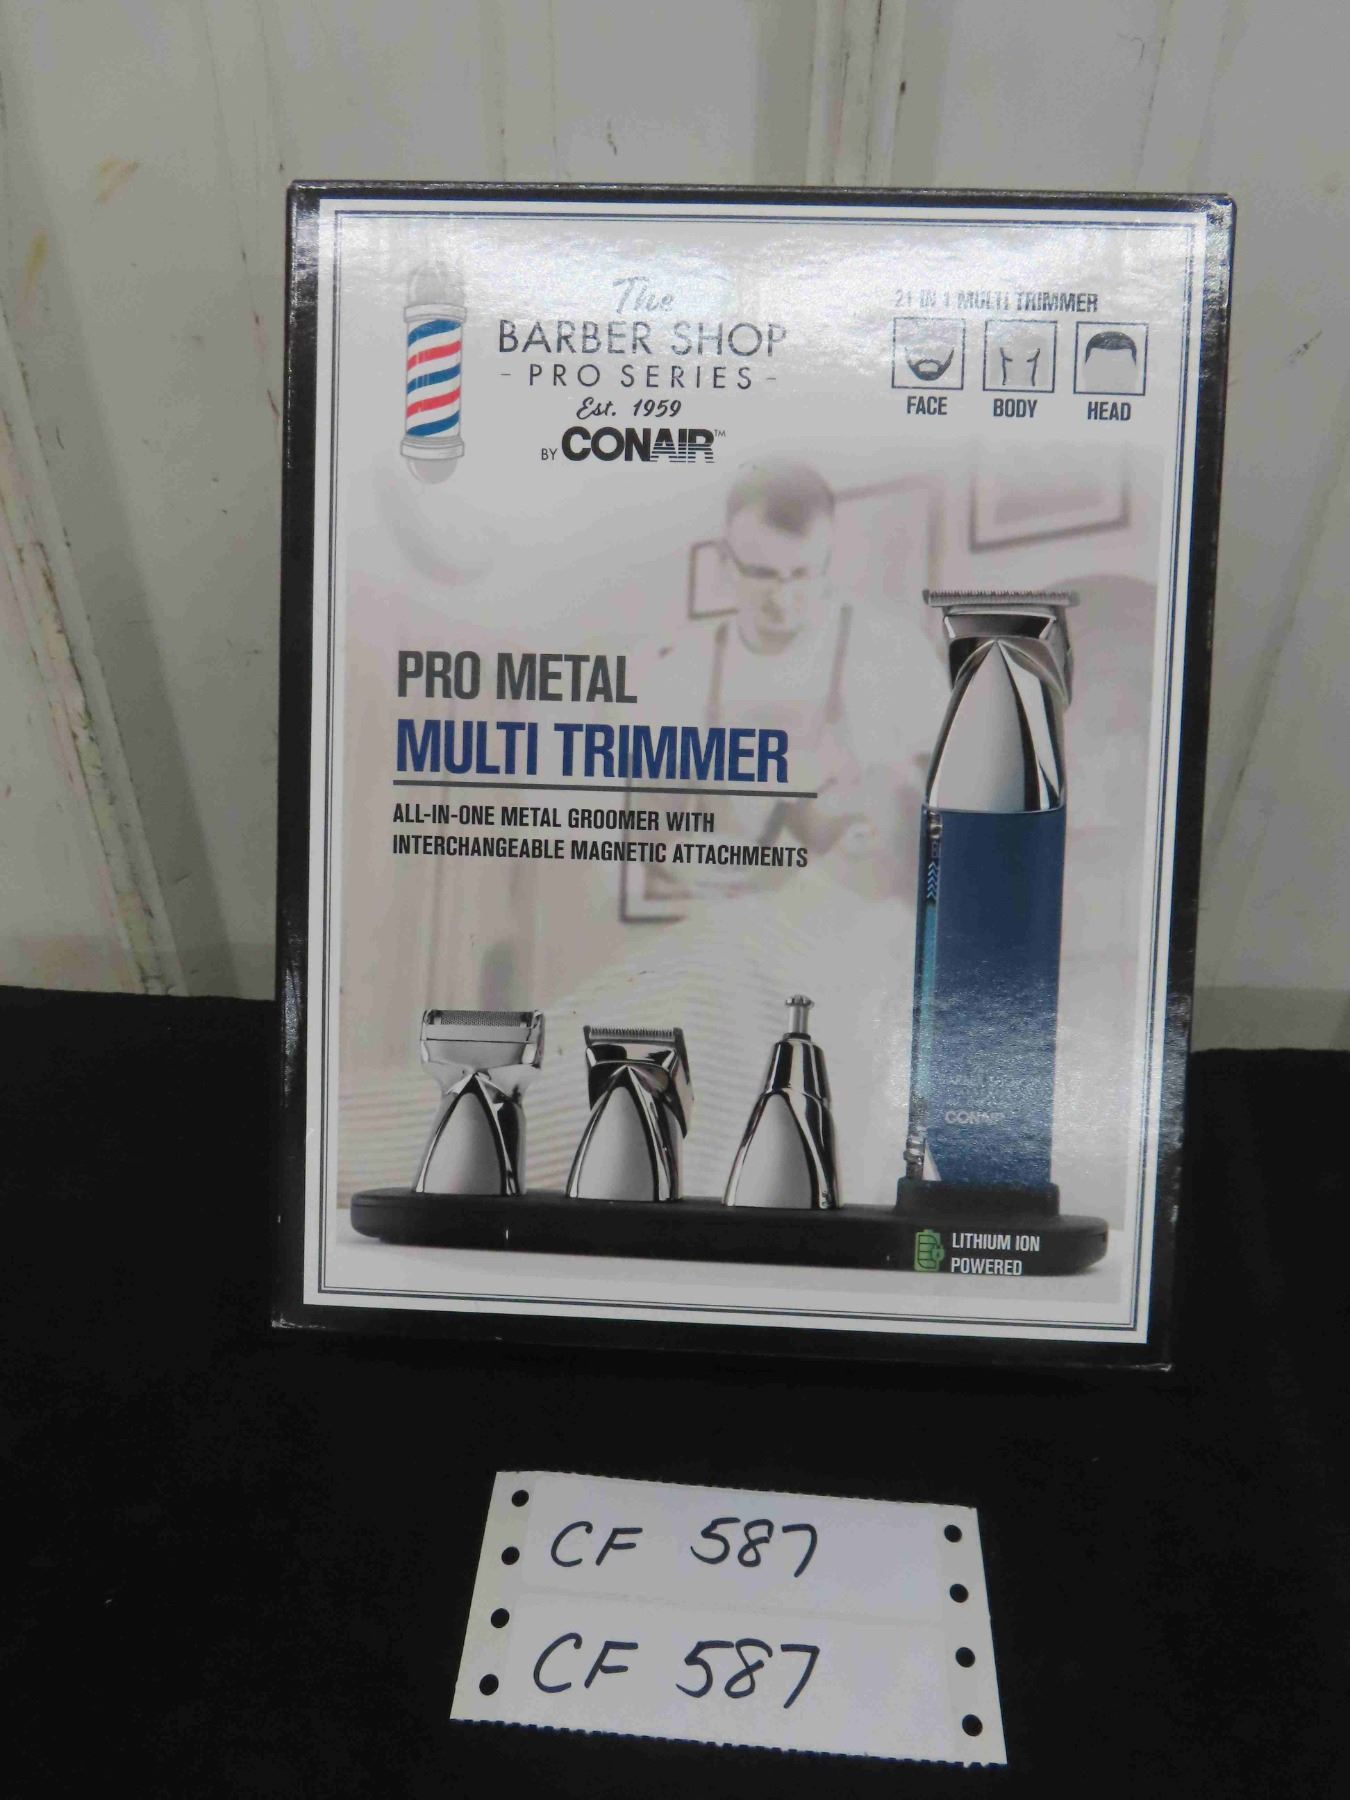 The
BARBER SHOP
- PRO SERIES -
Est. 1959
BY CONAIR™
21 IN 1 MULTI TRIMMER
FACE BODY HEAD
PRO METAL
MULTI TRIMMER
ALL-IN-ONE METAL GROOMER WITH
INTERCHANGEABLE MAGNETIC ATTACHMENTS
CONAIR
LITHIUM ION
POWERED
CF 587
CF 587